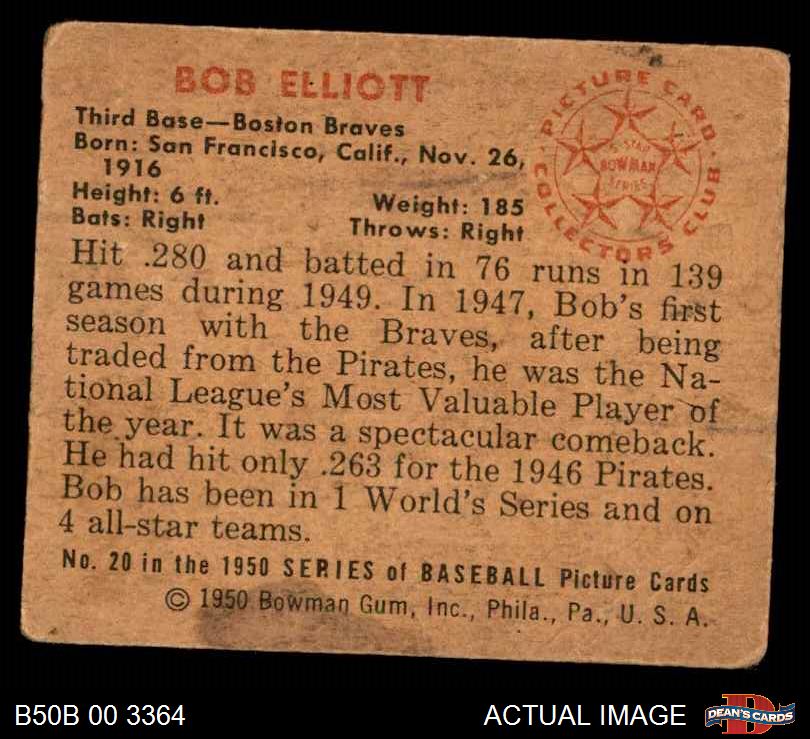 BOB ELLIOTT
Third Base—Boston Braves
Born: San Francisco, Calif., Nov. 26,
1916
Height: 6 ft. Weight: 185
Bats: Right Throws: Right
PICTURE CARD
5-STAR
BOWMAN
SERIES
COLLECTORS CLUB
Hit .280 and batted in 76 runs in 139
games during 1949. In 1947, Bob's first
season with the Braves, after being
traded from the Pirates, he was the Na-
tional League's Most Valuable Player of
the year. It was a spectacular comeback.
He had hit only .263 for the 1946 Pirates.
Bob has been in 1 World's Series and on
4 all-star teams.
No. 20 in the 1950 SERIES of BASEBALL Picture Cards
© 1950 Bowman Gum, Inc., Phila., Pa., U. S. A.
B50B 00 3364 ACTUAL IMAGE
D
DEAN'S CARDS